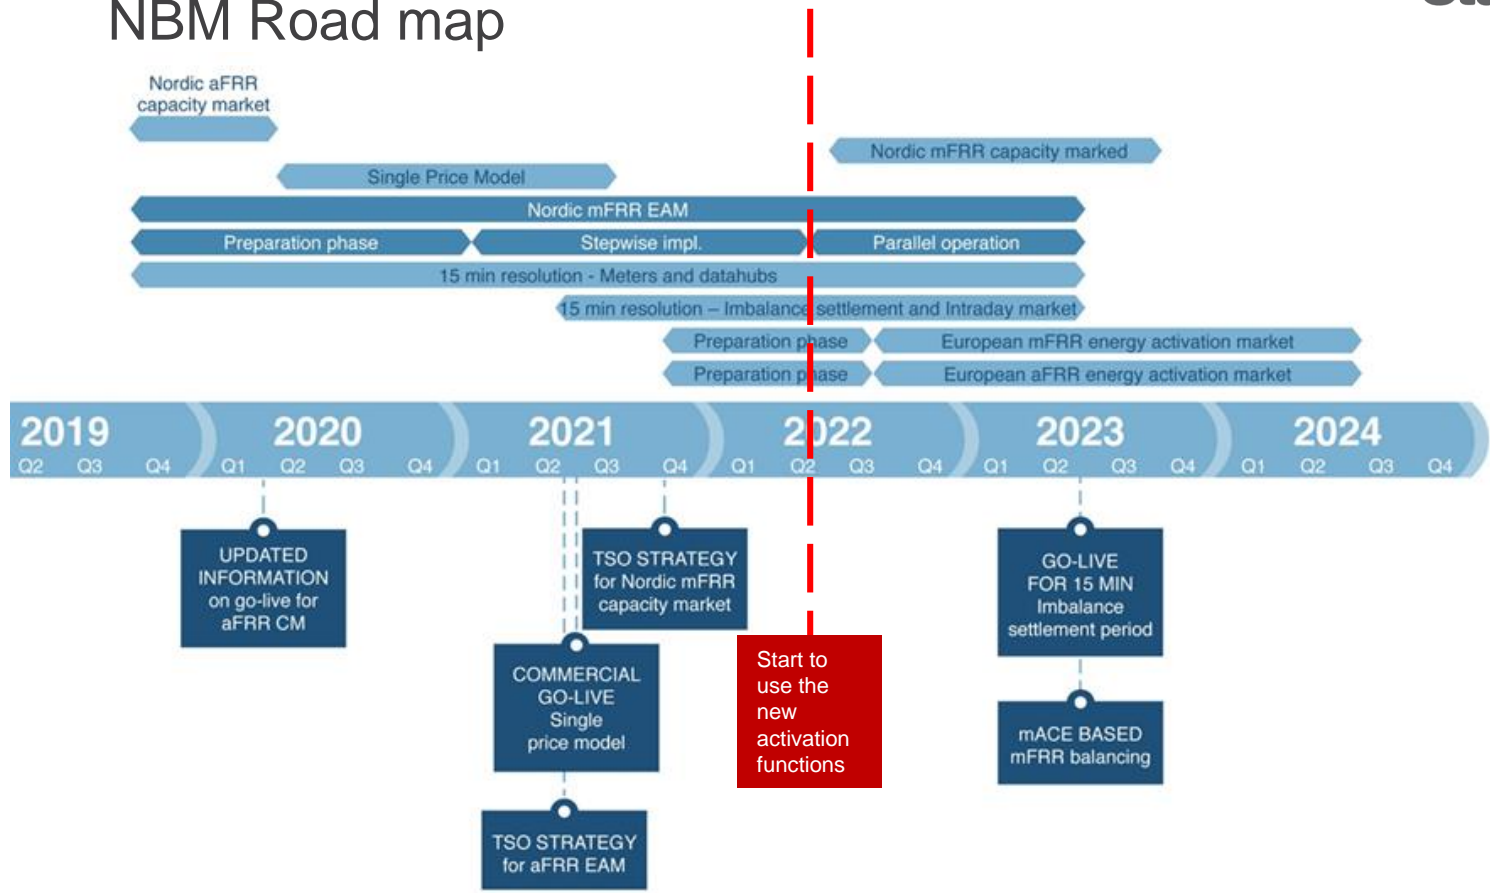 NBM Road map
Nordic aFRR
capacity market
Nordic mFRR capacity marked
Single Price Model
Nordic mFRR EAM
Preparation phase
Stepwise impl.
Parallel operation
15 min resolution - Meters and datahubs
15 min resolution – Imbalance settlement and Intraday market
Preparation phase
European mFRR energy activation market
Preparation phase
European aFRR energy activation market
2019
2020
2021
2022
2023
2024
Q2 Q3 Q4 Q1 Q2 Q3 Q4 Q1 Q2 Q3 Q4 Q1 Q2 Q3 Q4 Q1 Q2 Q3 Q4 Q1 Q2 Q3 Q4
UPDATED
INFORMATION
on go-live for
aFRR CM
TSO STRATEGY
for Nordic mFRR
capacity market
COMMERCIAL
GO-LIVE
Single
price model
TSO STRATEGY
for aFRR EAM
Start to
use the
new
activation
functions
GO-LIVE
FOR 15 MIN
Imbalance
settlement period
mACE BASED
mFRR balancing